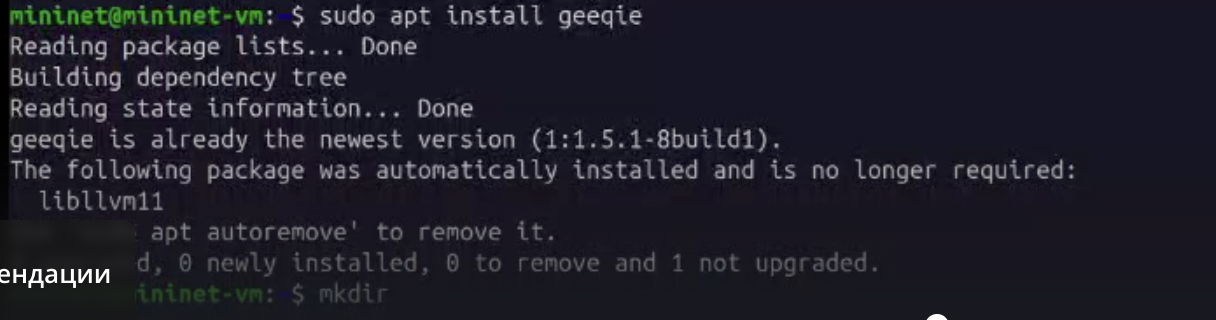 mininet@mininet-vm:~$ sudo apt install geeqie
Reading package lists... Done
Building dependency tree
Reading state information... Done
geeqie is already the newest version (1:1.5.1-8build1).
The following package was automatically installed and is no longer required:
libllvm11
apt autoremove' to remove it.
d, 0 newly installed, 0 to remove and 1 not upgraded.
ендации
ininet-vm:~$ mkdir